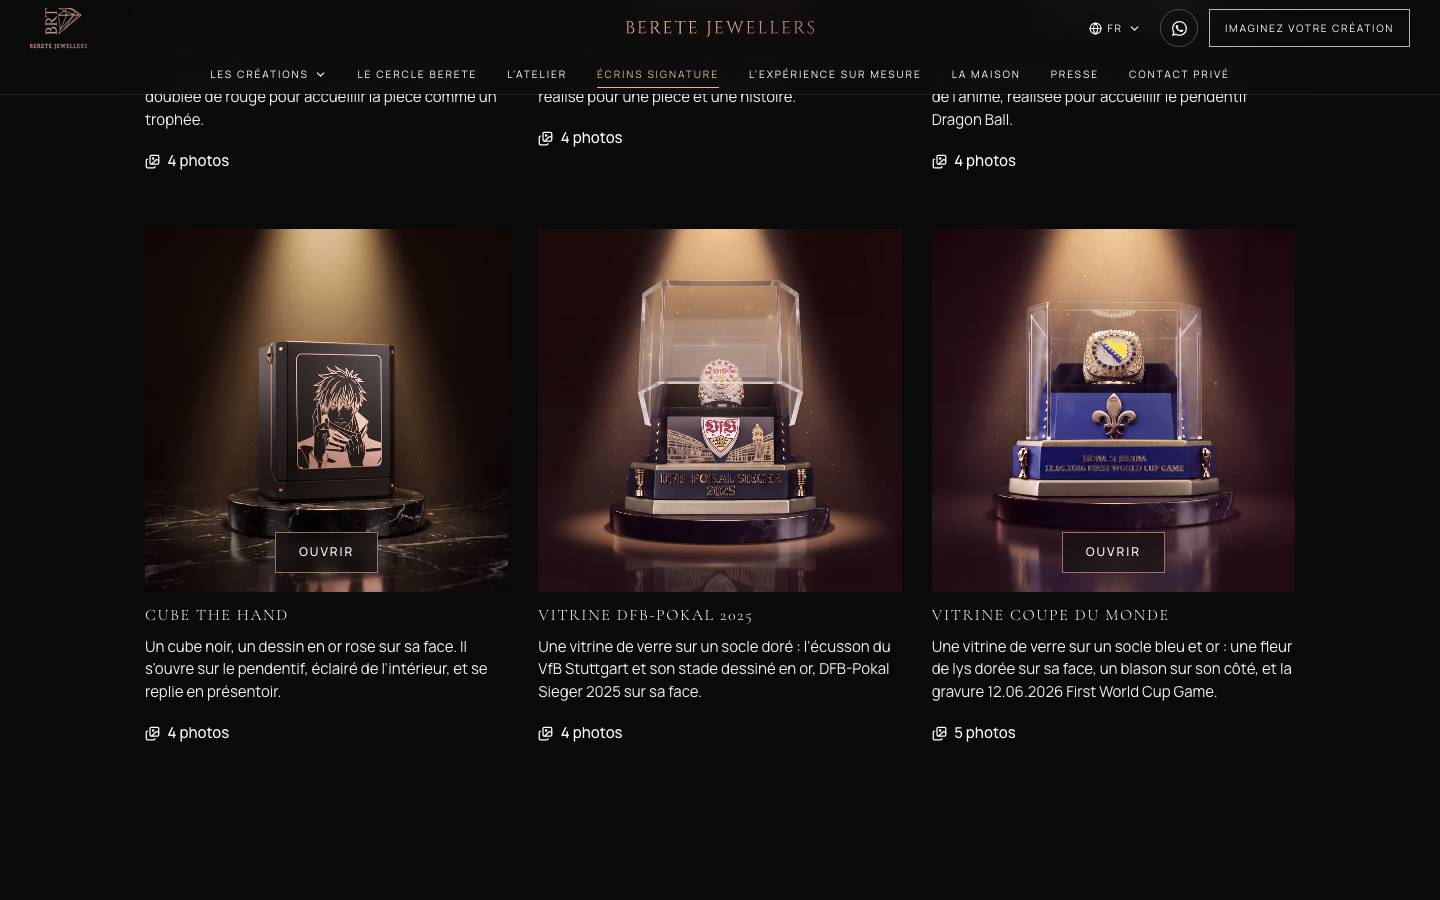 BRT
BERETE JEWELLERS
BERETE JEWELLERS
FR
IMAGINEZ VOTRE CRÉATION
LES CRÉATIONS
LE CERCLE BERETE
L'ATELIER
ÉCRINS SIGNATURE
L'EXPÉRIENCE SUR MESURE
LA MAISON
PRESSE
CONTACT PRIVÉ
doublée de rouge pour accueillir la pièce comme un
trophée.
4 photos
réalisé pour une pièce et une histoire.
4 photos
de l'anime, réalisée pour accueillir le pendentif
Dragon Ball.
4 photos
OUVRIR
CUBE THE HAND
Un cube noir, un dessin en or rose sur sa face. Il
s'ouvre sur le pendentif, éclairé de l'intérieur, et se
replie en présentoir.
4 photos
VfB
DFB-POKAL SIEGER
2025
VITRINE DFB-POKAL 2025
Une vitrine de verre sur un socle doré : l'écusson du
VfB Stuttgart et son stade dessiné en or, DFB-Pokal
Sieger 2025 sur sa face.
4 photos
12.06.2026 FIRST WORLD CUP GAME
OUVRIR
VITRINE COUPE DU MONDE
Une vitrine de verre sur un socle bleu et or : une fleur
de lys dorée sur sa face, un blason sur son côté, et la
gravure 12.06.2026 First World Cup Game.
5 photos